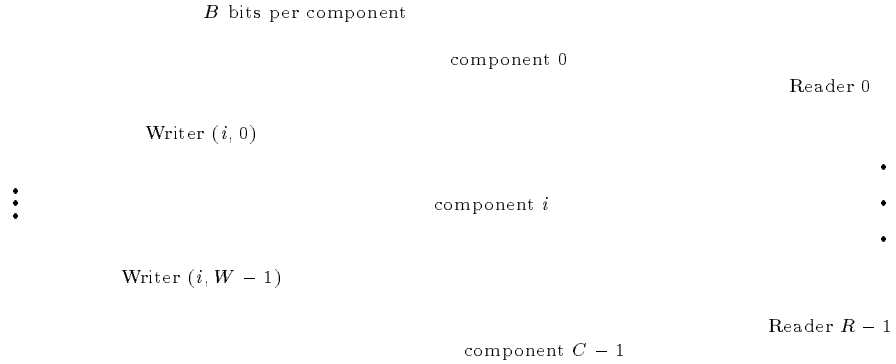 B bits per component
component 0
Reader 0
Writer (i, 0)
component i
Writer (i, W − 1)
Reader R − 1
component C − 1